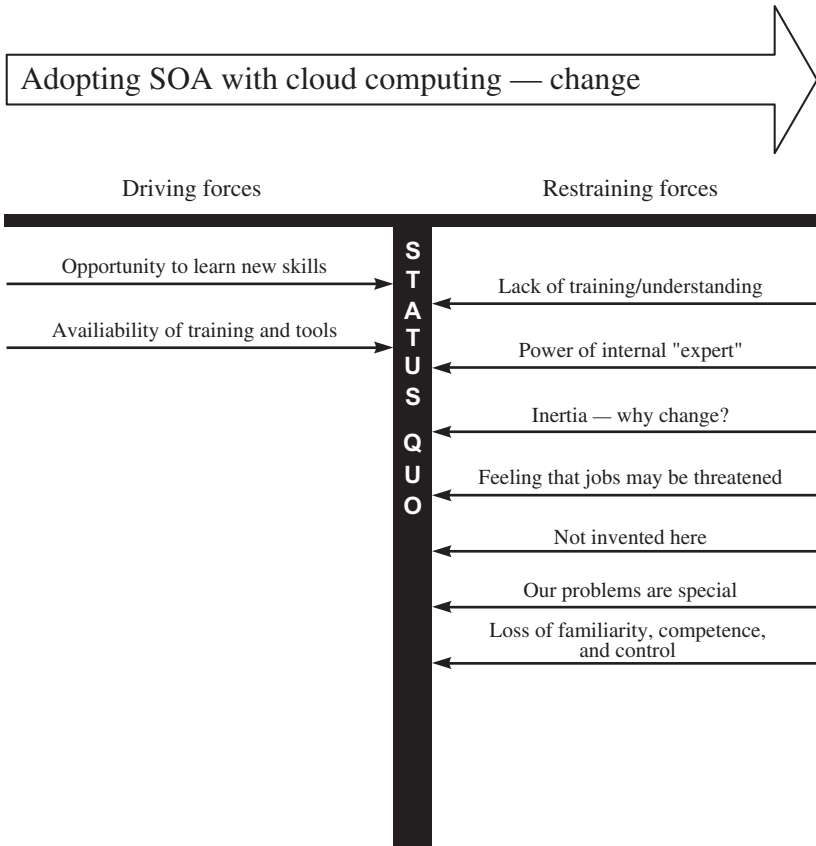 Adopting SOA with cloud computing — change
Driving forces
Restraining forces
STATUS QUO
Opportunity to learn new skills
Availiability of training and tools
Lack of training/understanding
Power of internal "expert"
Inertia — why change?
Feeling that jobs may be threatened
Not invented here
Our problems are special
Loss of familiarity, competence,
and control